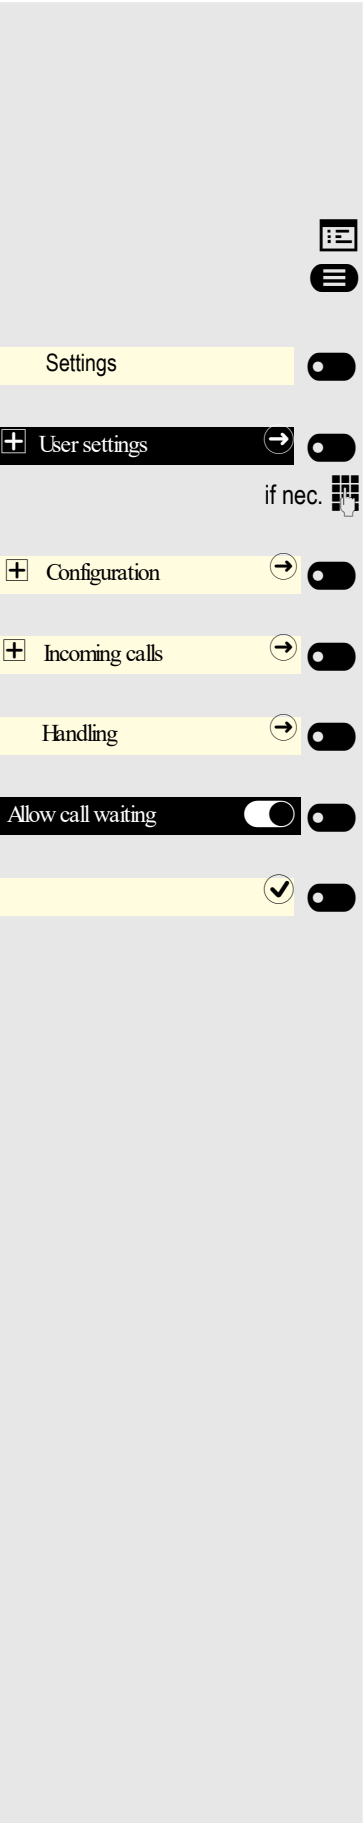 Settings
User settings
if nec.
Configuration
Incoming calls
Handling
Allow call waiting